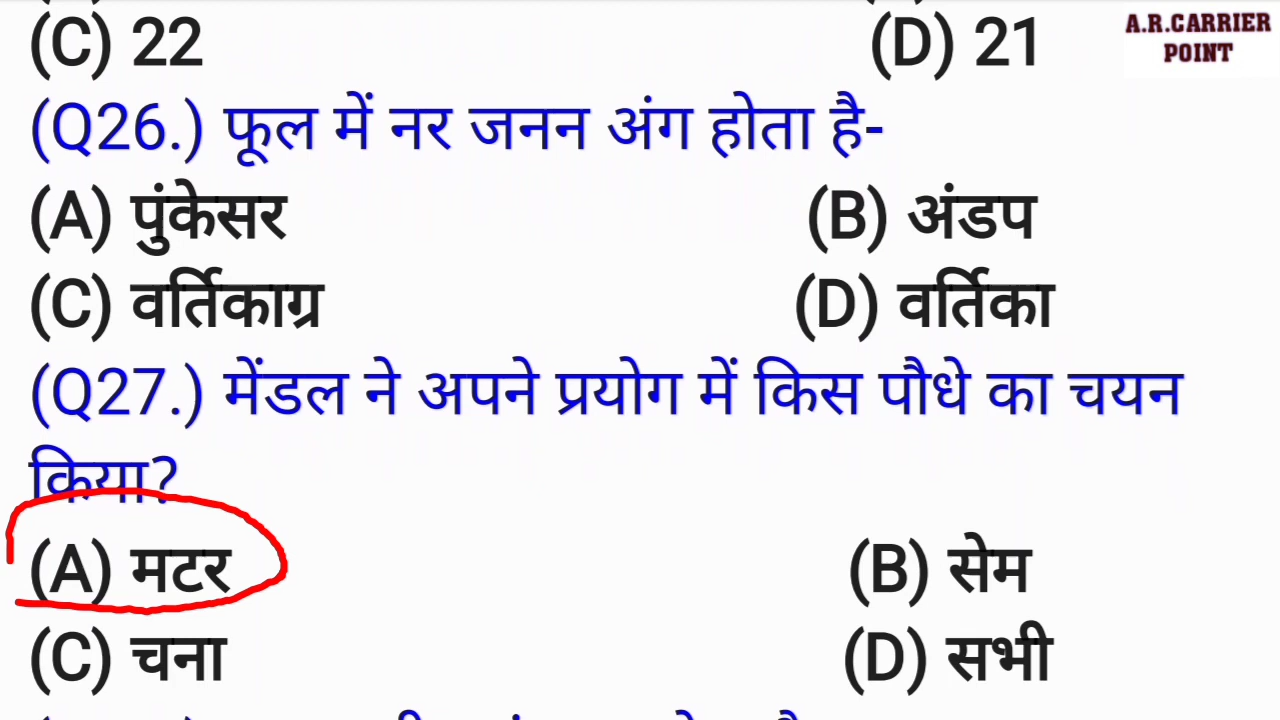 (C) 22 (D) 21
A.R.CARRIER
POINT
(Q26.) फूल में नर जनन अंग होता है-
(A) पुंकेसर (B) अंडप
(C) वर्तिकाग्र (D) वर्तिका
(Q27.) मेंडल ने अपने प्रयोग में किस पौधे का चयन
किया?
(A) मटर (B) सेम
(C) चना (D) सभी